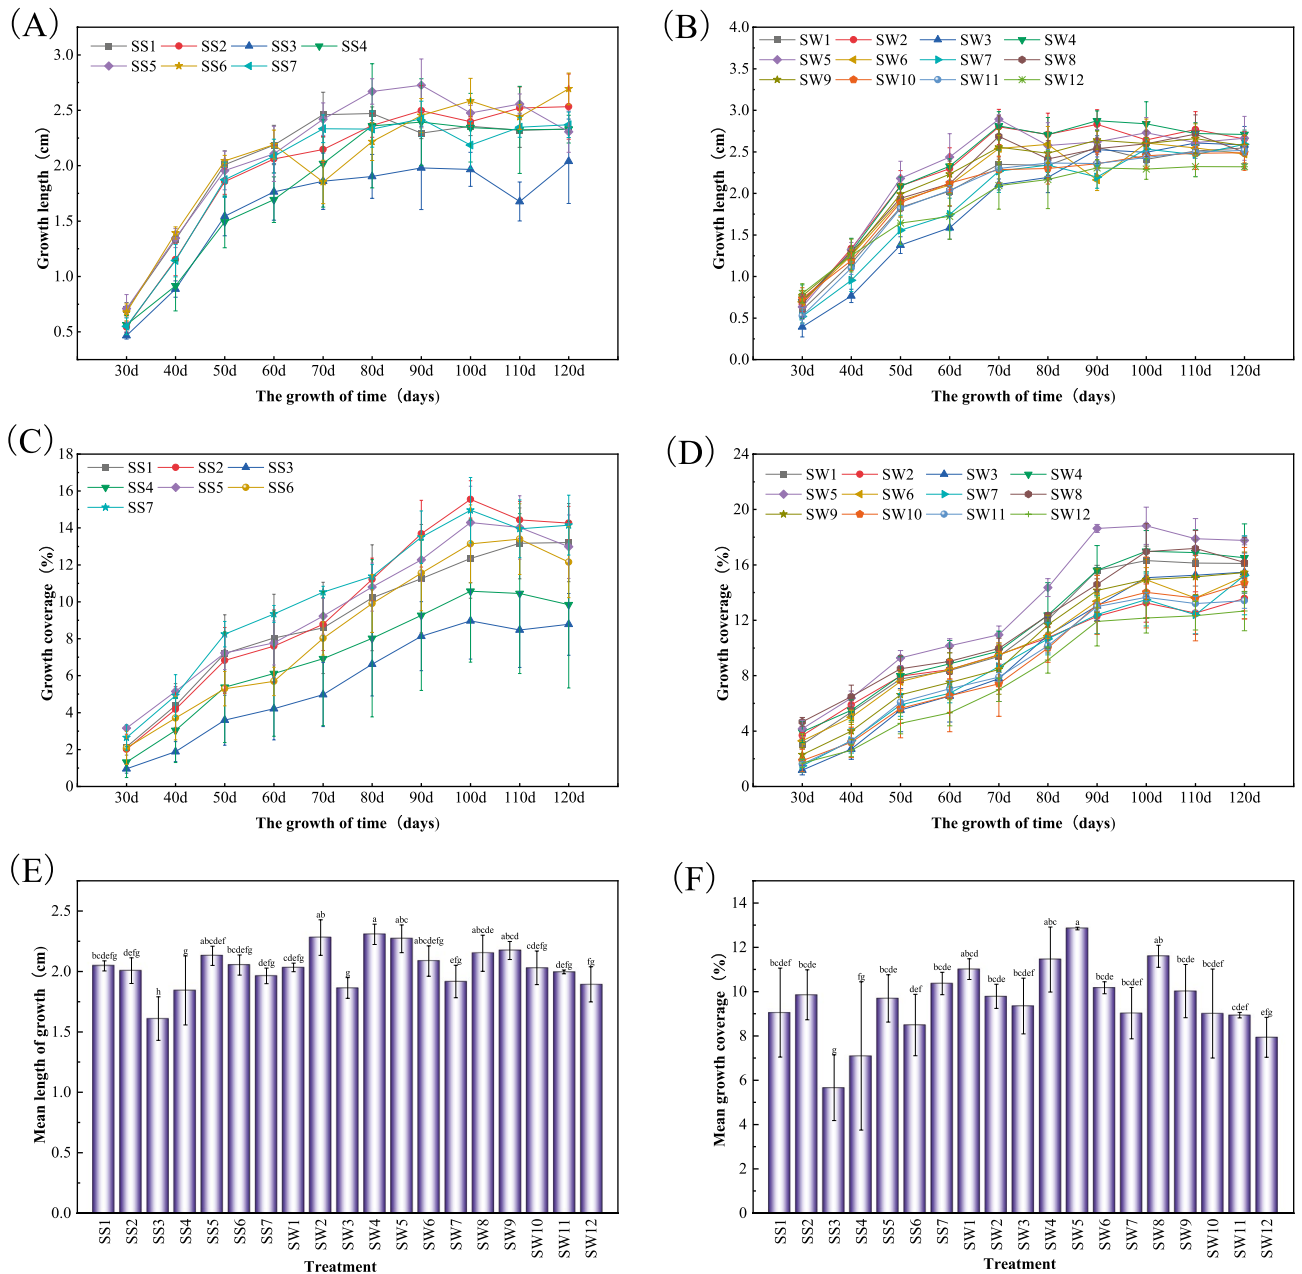 (A)
3.0
2.5
2.0
1.5
1.0
0.5
Growth length (cm)
SS1 SS2 SS3 SS4
SS5 SS6 SS7
30d 40d 50d 60d 70d 80d 90d 100d 110d 120d
The growth of time (days)
(B)
4.0
3.5
3.0
2.5
2.0
1.5
1.0
0.5
0.0
Growth length (cm)
SW1 SW2 SW3 SW4
SW5 SW6 SW7 SW8
SW9 SW10 SW11 SW12
30d 40d 50d 60d 70d 80d 90d 100d 110d 120d
The growth of time (days)
(C)
18
16
14
12
10
8
6
4
2
0
Growth coverage (%)
SS1 SS2 SS3
SS4 SS5 SS6
SS7
30d 40d 50d 60d 70d 80d 90d 100d 110d 120d
The growth of time (days)
(D)
24
20
16
12
8
4
0
Growth coverage (%)
SW1 SW2 SW3 SW4
SW5 SW6 SW7 SW8
SW9 SW10 SW11 SW12
30d 40d 50d 60d 70d 80d 90d 100d 110d 120d
The growth of time (days)
(E)
2.5
2.0
1.5
1.0
0.5
0.0
Mean length of growth (cm)
bcdefg defg h g abcdef bcdefg defg cdefg ab g a abc abcdefg defg abcd abcd cdefg defg defg
SS1 SS2 SS3 SS4 SS5 SS6 SS7 SW1 SW2 SW3 SW4 SW5 SW6 SW7 SW8 SW9 SW10 SW11 SW12
Treatment
(F)
14
12
10
8
6
4
2
0
Mean growth coverage (%)
bcdef bcdef g fg bcdef def bcde abcd bcde bcdef abc a bcde bcdef ab bcde bcdef cdef efg
SS1 SS2 SS3 SS4 SS5 SS6 SS7 SW1 SW2 SW3 SW4 SW5 SW6 SW7 SW8 SW9 SW10 SW11 SW12
Treatment